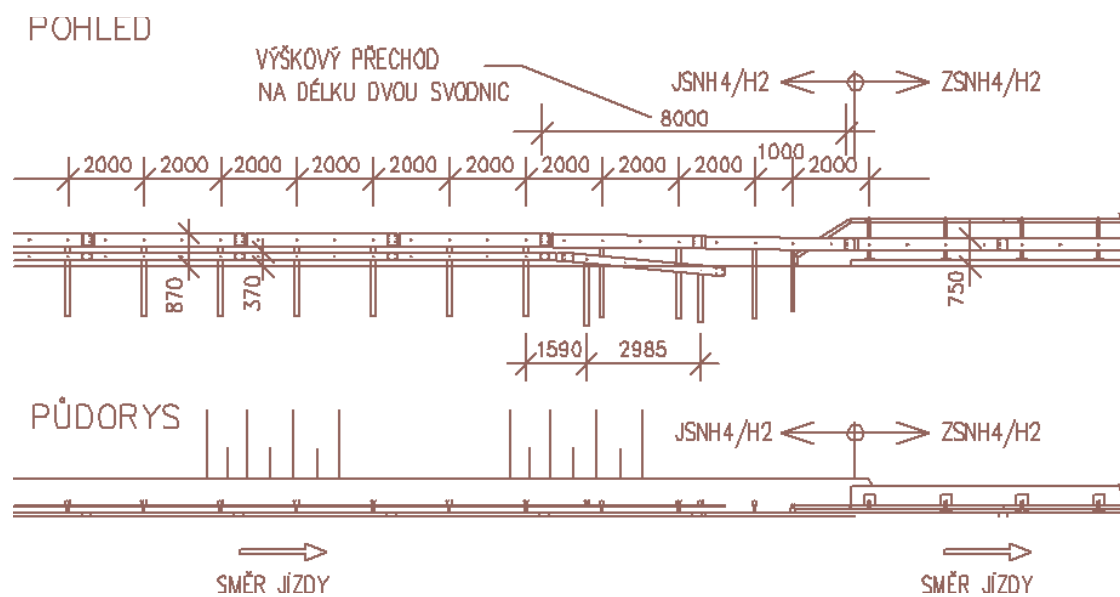 POHLED
VÝŠKOVÝ PŘECHOD
NA DÉLKU DVOU SVODNIC
JSNH4/H2
ZSNH4/H2
8000
2000 2000 2000 2000 2000 2000 2000 2000 2000 1000 2000
870
370
750
1590 2985
PŮDORYS
JSNH4/H2
ZSNH4/H2
SMĚR JÍZDY
SMĚR JÍZDY